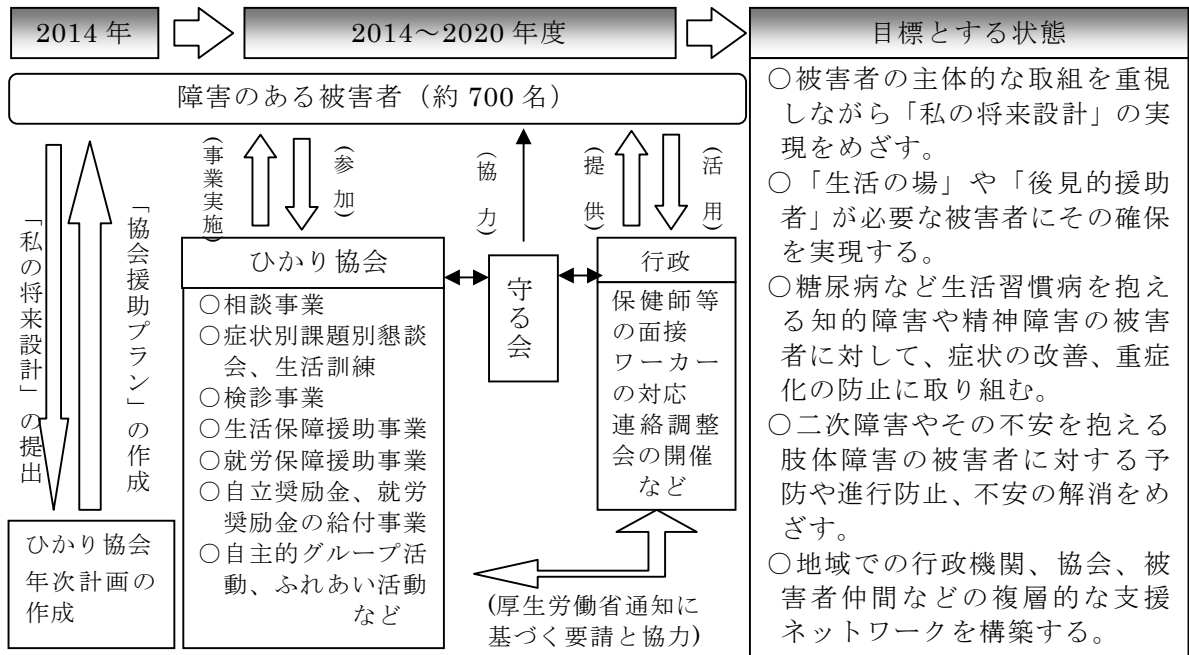 2014 年
2014～2020 年度
目標とする状態
障害のある被害者（約 700 名）
「私の将来設計」の提出
「協会援助プラン」の作成
(事業実施)
(参加)
(協力)
(提供)
(活用)
ひかり協会
年次計画の
作成
ひかり協会
○相談事業
○症状別課題別懇談
会、生活訓練
○検診事業
○生活保障援助事業
○就労保障援助事業
○自立奨励金、就労
奨励金の給付事業
○自主的グループ活
動、ふれあい活動
など
守る会
行政
保健師等
の面接
ワーカー
の対応
連絡調整
会の開催
など
(厚生労働省通知に
基づく要請と協力)
○被害者の主体的な取組を重視
しながら「私の将来設計」の実
現をめざす。
○「生活の場」や「後見的援助
者」が必要な被害者にその確保
を実現する。
○糖尿病など生活習慣病を抱え
る知的障害や精神障害の被害
者に対して、症状の改善、重症
化の防止に取り組む。
○二次障害やその不安を抱える
肢体障害の被害者に対する予
防や進行防止、不安の解消をめ
ざす。
○地域での行政機関、協会、被
害者仲間などの複層的な支援
ネットワークを構築する。